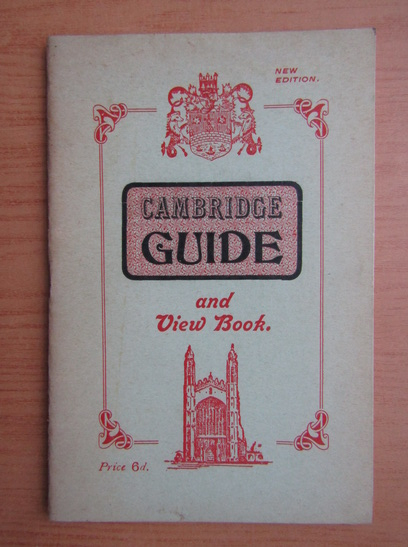 NEW
EDITION.
CAMBRIDGE
GUIDE
and
View Book.
Price 6d.